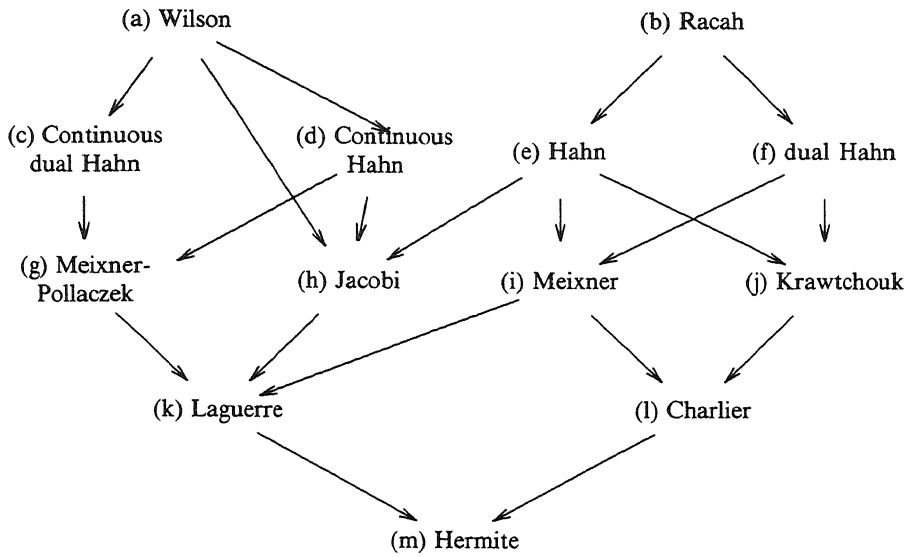 (a) Wilson
(b) Racah
(c) Continuous
dual Hahn
(d) Continuous
Hahn
(e) Hahn
(f) dual Hahn
(g) Meixner-
Pollaczek
(h) Jacobi
(i) Meixner
(j) Krawtchouk
(k) Laguerre
(l) Charlier
(m) Hermite